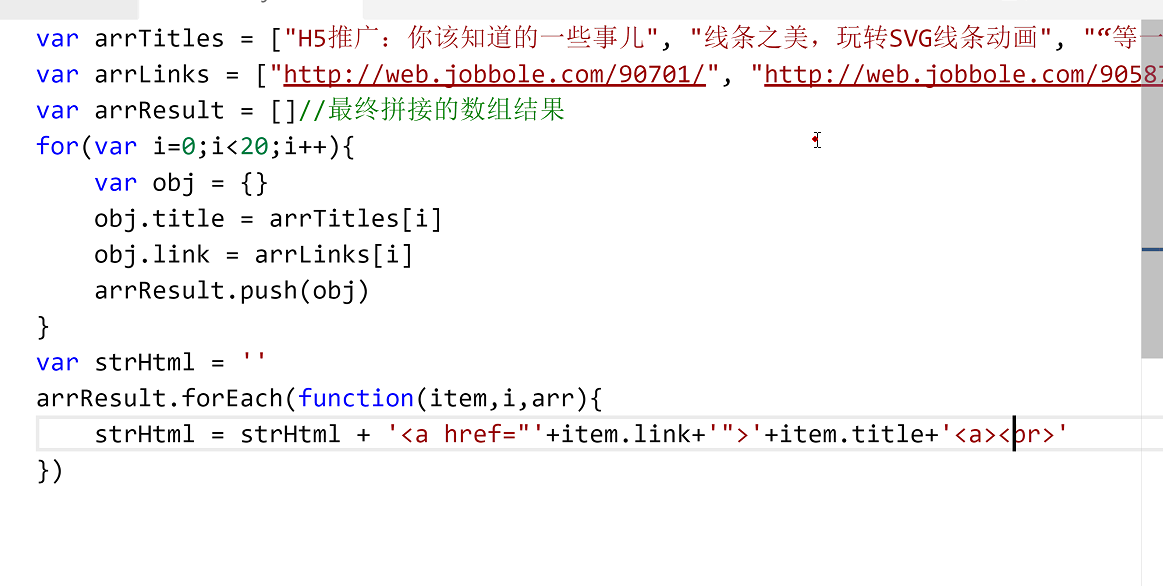 var arrTitles = ["H5推广：你该知道的一些事儿", "线条之美，玩转SVG线条动画", "“等一
var arrLinks = ["http://web.jobbole.com/90701/", "http://web.jobbole.com/90587
var arrResult = []//最终拼接的数组结果
for(var i=0;i<20;i++){
    var obj = {}
    obj.title = arrTitles[i]
    obj.link = arrLinks[i]
    arrResult.push(obj)
}
var strHtml = ''
arrResult.forEach(function(item,i,arr){
    strHtml = strHtml + '<a href="'+item.link+'">'+item.title+'<a><br>'
})